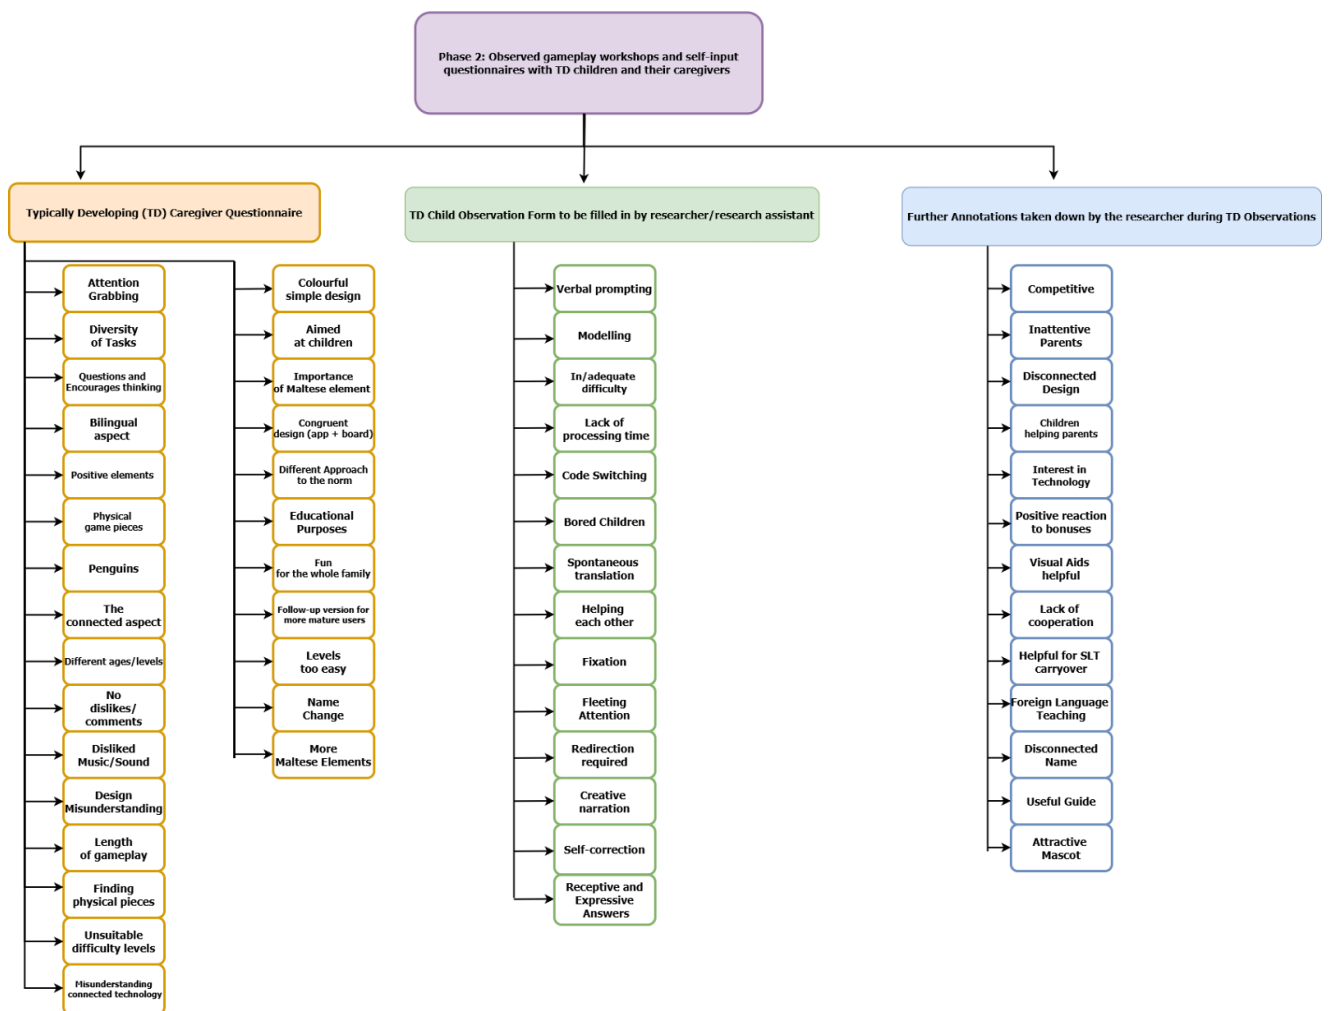 Phase 2: Observed gameplay workshops and self-input
questionnaires with TD children and their caregivers
Typically Developing (TD) Caregiver Questionnaire
Attention
Grabbing
Diversity
of Tasks
Questions and
Encourages thinking
Bilingual
aspect
Positive elements
Physical
game pieces
Penguins
The
connected aspect
Different ages/levels
No
dislikes/
comments
Disliked
Music/Sound
Design
Misunderstanding
Length
of gameplay
Finding
physical pieces
Unsuitable
difficulty levels
Misunderstanding
connected technology
Colourful
simple design
Aimed
at children
Importance
of Maltese element
Congruent
design (app + board)
Different Approach
to the norm
Educational
Purposes
Fun
for the whole family
Follow-up version for
more mature users
Levels
too easy
Name
Change
More
Maltese Elements
TD Child Observation Form to be filled in by researcher/research assistant
Verbal prompting
Modelling
In/adequate
difficulty
Lack of
processing time
Code Switching
Bored Children
Spontaneous
translation
Helping
each other
Fixation
Fleeting
Attention
Redirection
required
Creative
narration
Self-correction
Receptive and
Expressive
Answers
Further Annotations taken down by the researcher during TD Observations
Competitive
Inattentive
Parents
Disconnected
Design
Children
helping parents
Interest in
Technology
Positive reaction
to bonuses
Visual Aids
helpful
Lack of
cooperation
Helpful for SLT
carryover
Foreign Language
Teaching
Disconnected
Name
Useful Guide
Attractive
Mascot